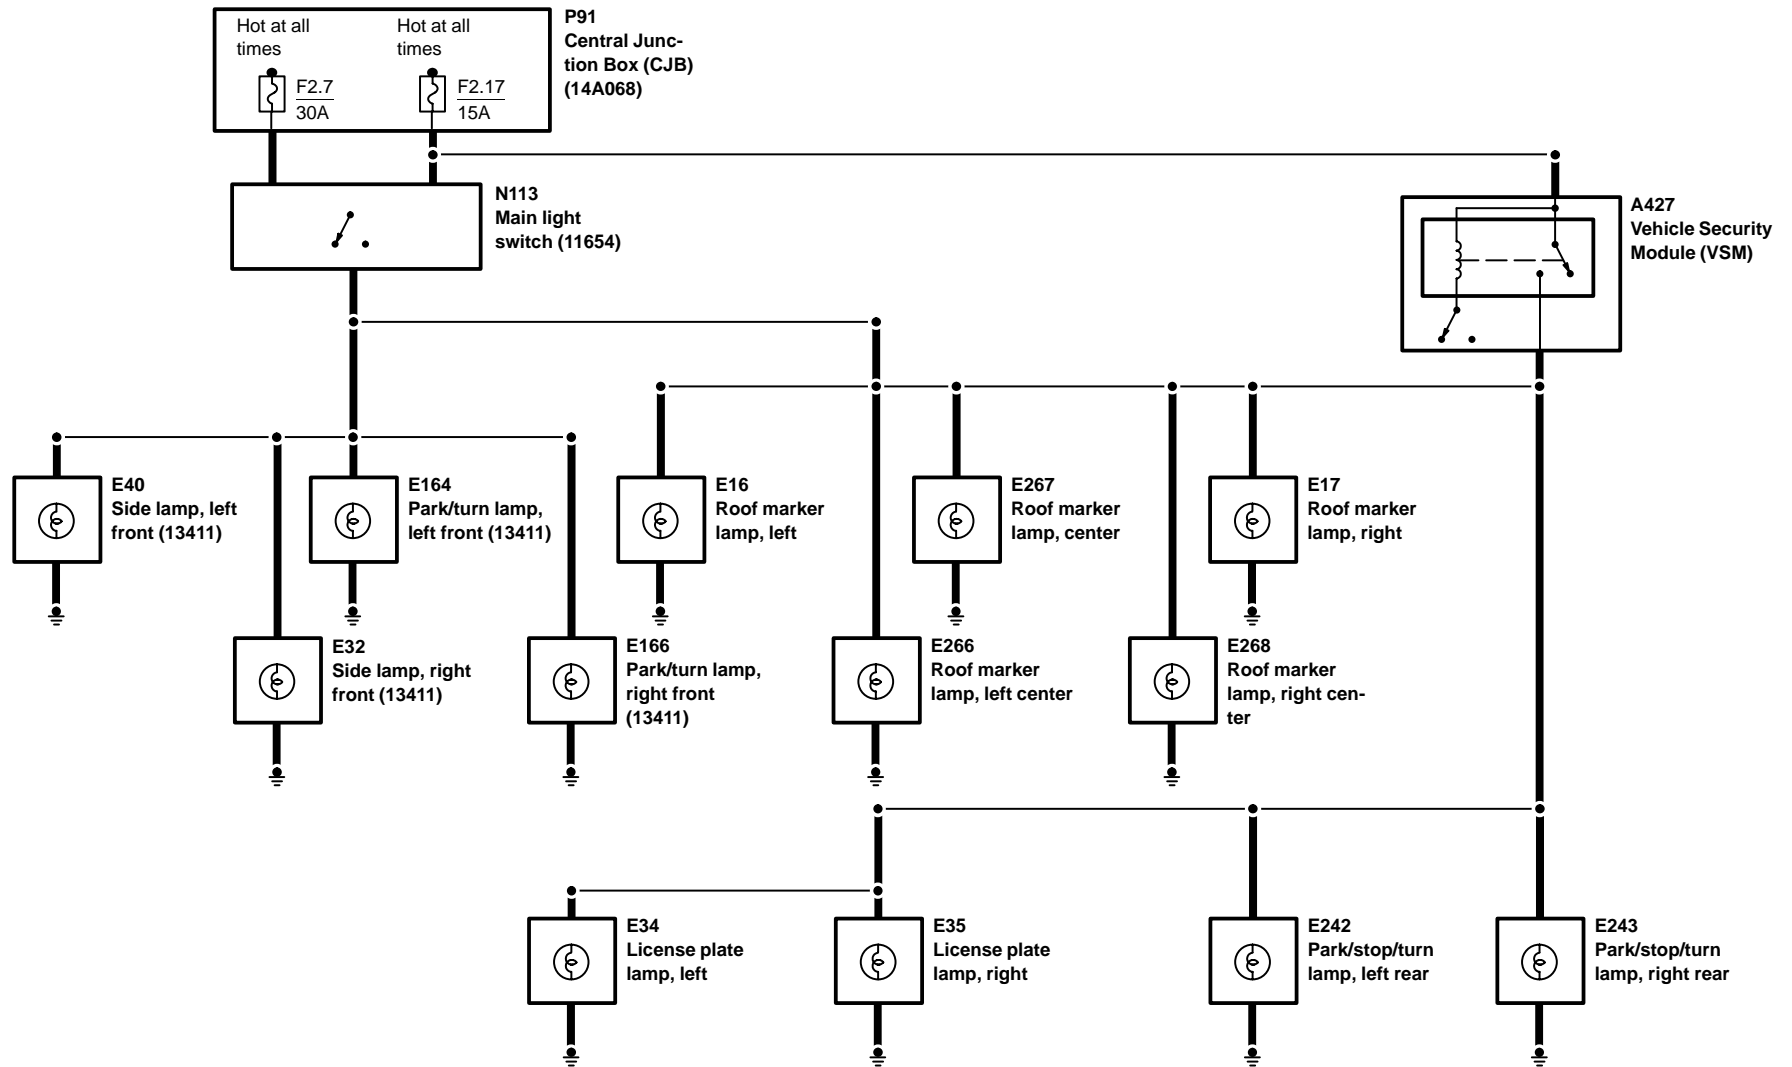 Hot at all
times
F2.7
30A
Hot at all
times
F2.17
15A
P91
Central Junc-
tion Box (CJB)
(14A068)
N113
Main light
switch (11654)
A427
Vehicle Security
Module (VSM)
E40
Side lamp, left
front (13411)
E164
Park/turn lamp,
left front (13411)
E16
Roof marker
lamp, left
E267
Roof marker
lamp, center
E17
Roof marker
lamp, right
E32
Side lamp, right
front (13411)
E166
Park/turn lamp,
right front
(13411)
E266
Roof marker
lamp, left center
E268
Roof marker
lamp, right cen-
ter
E34
License plate
lamp, left
E35
License plate
lamp, right
E242
Park/stop/turn
lamp, left rear
E243
Park/stop/turn
lamp, right rear